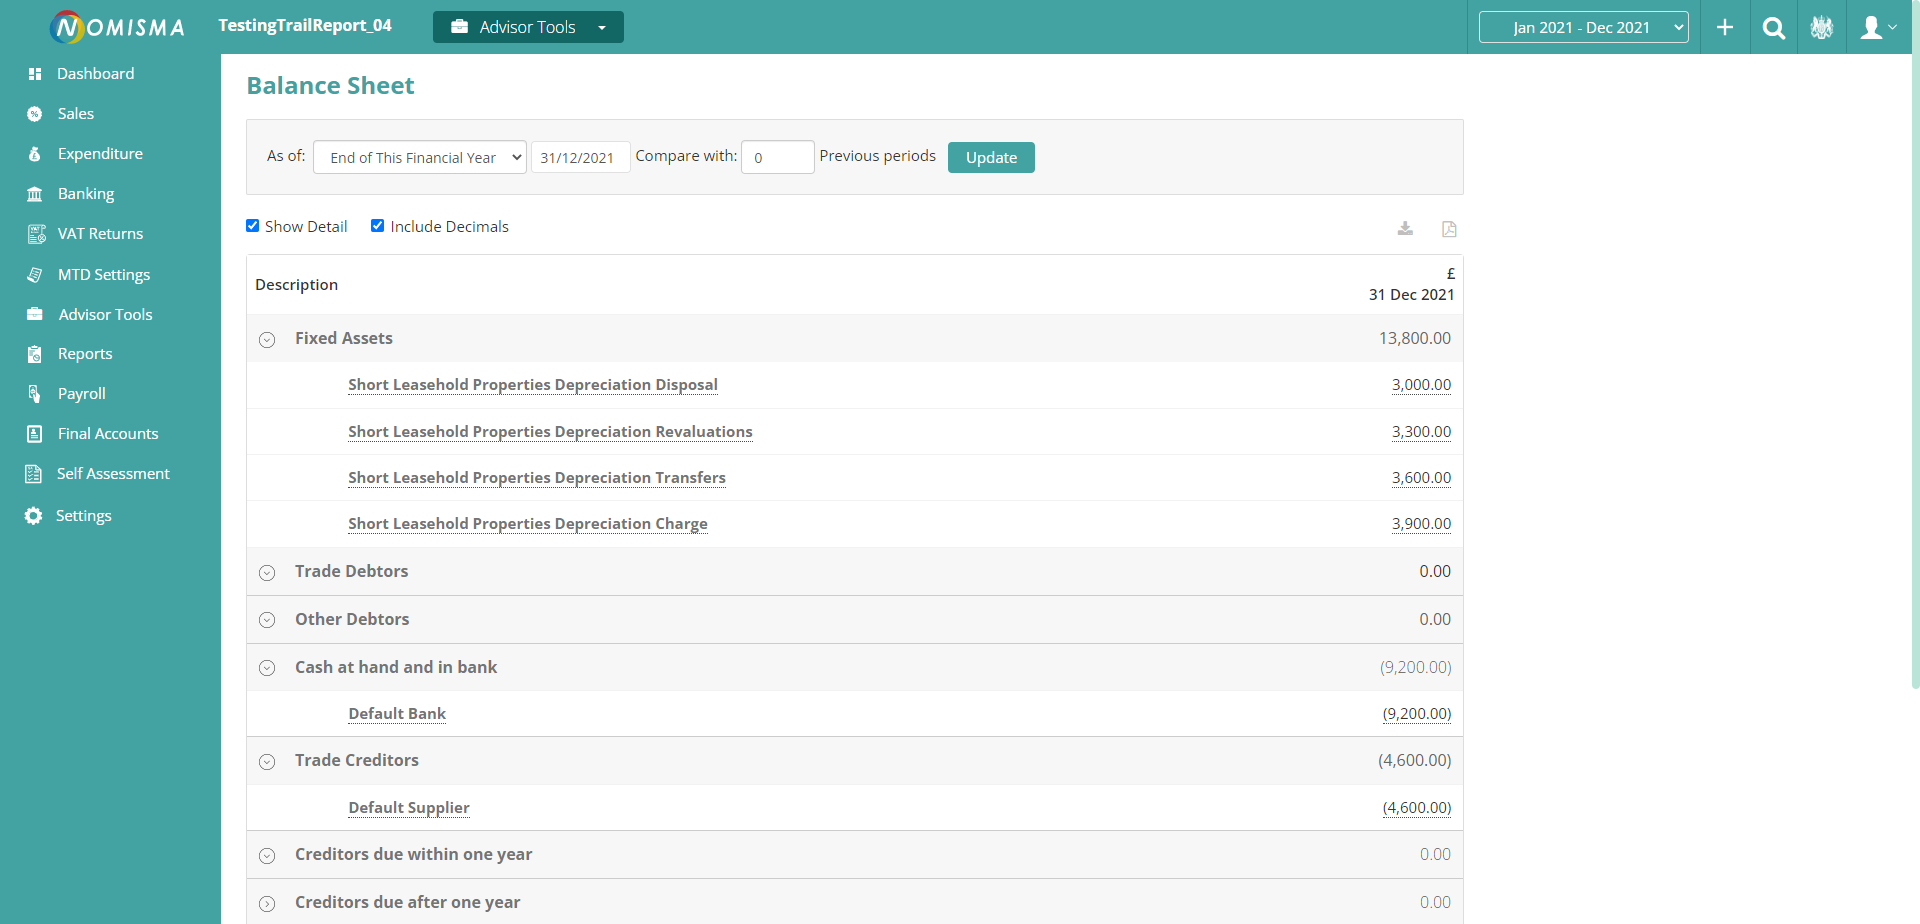 NOMISMA TestingTrailReport_04 Advisor Tools Jan 2021 - Dec 2021
Dashboard
Sales
Expenditure
Banking
VAT Returns
MTD Settings
Advisor Tools
Reports
Payroll
Final Accounts
Self Assessment
Settings
Balance Sheet
As of: End of This Financial Year 31/12/2021 Compare with: 0 Previous periods Update
Show Detail Include Decimals
Description £
31 Dec 2021
Fixed Assets 13,800.00
Short Leasehold Properties Depreciation Disposal 3,000.00
Short Leasehold Properties Depreciation Revaluations 3,300.00
Short Leasehold Properties Depreciation Transfers 3,600.00
Short Leasehold Properties Depreciation Charge 3,900.00
Trade Debtors 0.00
Other Debtors 0.00
Cash at hand and in bank (9,200.00)
Default Bank (9,200.00)
Trade Creditors (4,600.00)
Default Supplier (4,600.00)
Creditors due within one year 0.00
Creditors due after one year 0.00